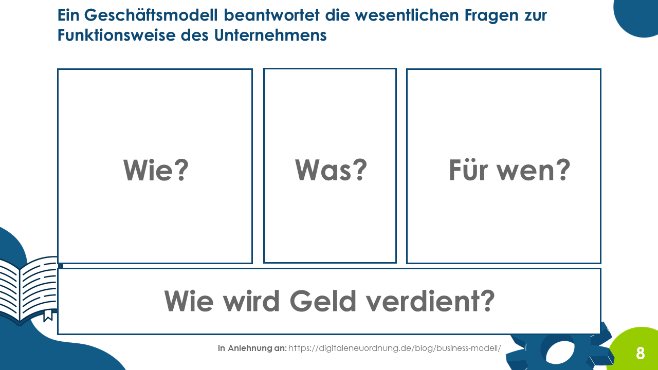 Ein Geschäftsmodell beantwortet die wesentlichen Fragen zur
Funktionsweise des Unternehmens
Wie?
Was?
Für wen?
Wie wird Geld verdient?
In Anlehnung an: https://digitaleneuordnung.de/blog/business-modell/
8